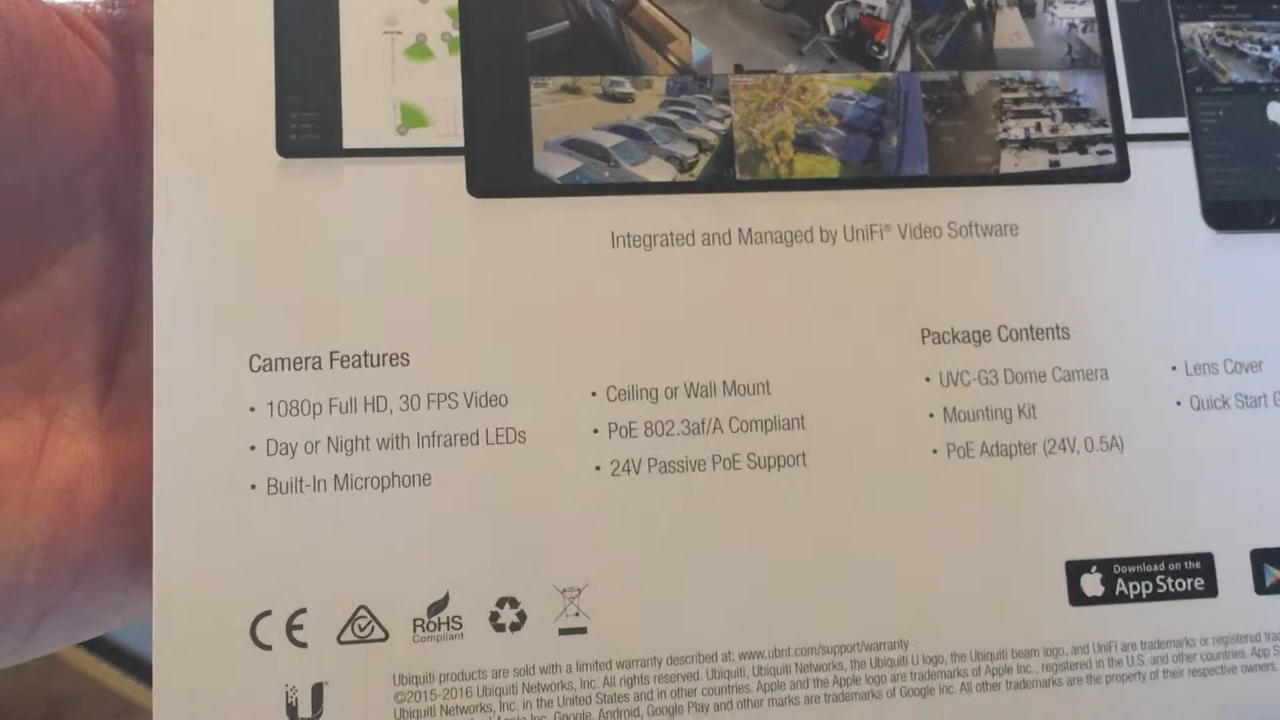 Integrated and Managed by UniFi® Video Software
Camera Features
• 1080p Full HD, 30 FPS Video
• Day or Night with Infrared LEDs
• Built-In Microphone
• Ceiling or Wall Mount
• PoE 802.3af/A Compliant
• 24V Passive PoE Support
Package Contents
• UVC-G3 Dome Camera
• Mounting Kit
• PoE Adapter (24V, 0.5A)
• Lens Cover
• Quick Start G
CE
RoHS
Compliant
Download on the
App Store
Ubiquiti products are sold with a limited warranty described at: www.ubnt.com/support/warranty
©2015-2016 Ubiquiti Networks, Inc. All rights reserved. Ubiquiti, Ubiquiti Networks, the Ubiquiti U logo, the Ubiquiti beam logo, and UniFi are trademarks or registered
Ubiquiti Networks, Inc. in the United States and in other countries. Apple and the Apple logo are trademarks of Apple Inc., registered in the U.S. and other countries. App S
Inc. Google, Android, Google Play and other marks are trademarks of Google Inc. All other trademarks are the property of their respective owners.